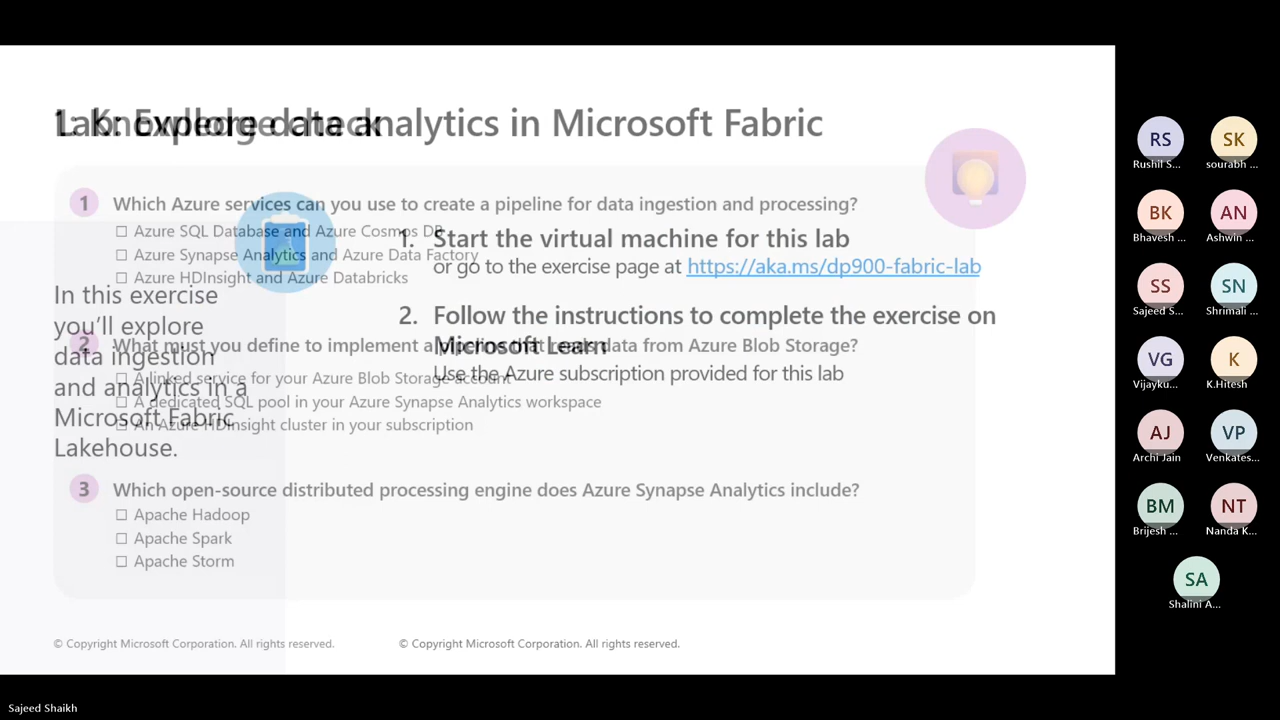 Lab: Explore data analytics in Microsoft Fabric
1: Knowledge check
1
Which Azure services can you use to create a pipeline for data ingestion and processing?
☐ Azure SQL Database and Azure Cosmos DB
☐ Azure Synapse Analytics and Azure Data Factory
☐ Azure HDInsight and Azure Databricks
2
What must you define to implement a pipeline that reads data from Azure Blob Storage?
☐ A linked service for your Azure Blob Storage account
☐ A dedicated SQL pool in your Azure Synapse Analytics workspace
☐ An Azure HDInsight cluster in your subscription
3
Which open-source distributed processing engine does Azure Synapse Analytics include?
☐ Apache Hadoop
☐ Apache Spark
☐ Apache Storm
In this exercise
you’ll explore
data ingestion
and analytics in a
Microsoft Fabric
Lakehouse.
1. Start the virtual machine for this lab
or go to the exercise page at https://aka.ms/dp900-fabric-lab
2. Follow the instructions to complete the exercise on
Microsoft Learn
Use the Azure subscription provided for this lab
© Copyright Microsoft Corporation. All rights reserved.
© Copyright Microsoft Corporation. All rights reserved.
RS
Rushil S...
SK
sourabh ...
BK
Bhavesh ...
AN
Ashwin ...
SS
Sajeed S...
SN
Shrimali ...
VG
Vijayku...
K
K.Hitesh
AJ
Archi Jain
VP
Venkates...
BM
Brijesh ...
NT
Nanda K...
SA
Shalini A...
Sajeed Shaikh